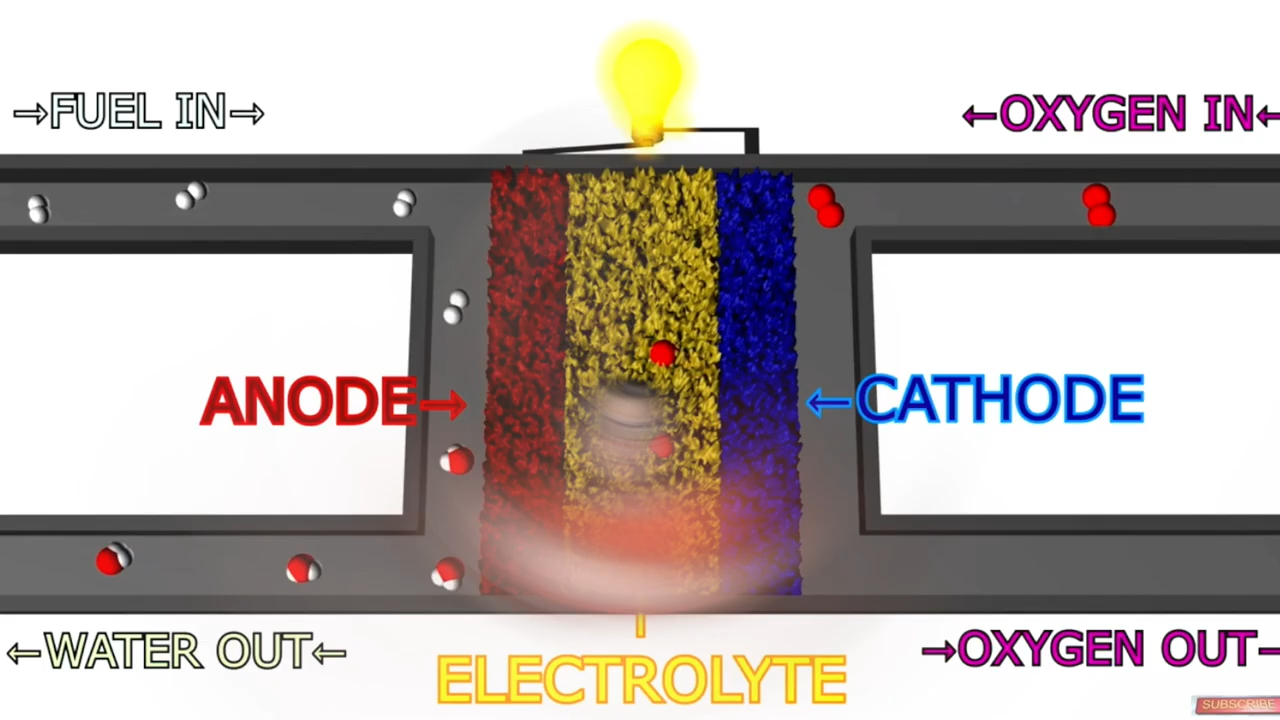 →FUEL IN→
←OXYGEN IN←
ANODE→
←CATHODE
←WATER OUT←
→OXYGEN OUT→
ELECTROLYTE
SUBSCRIBE